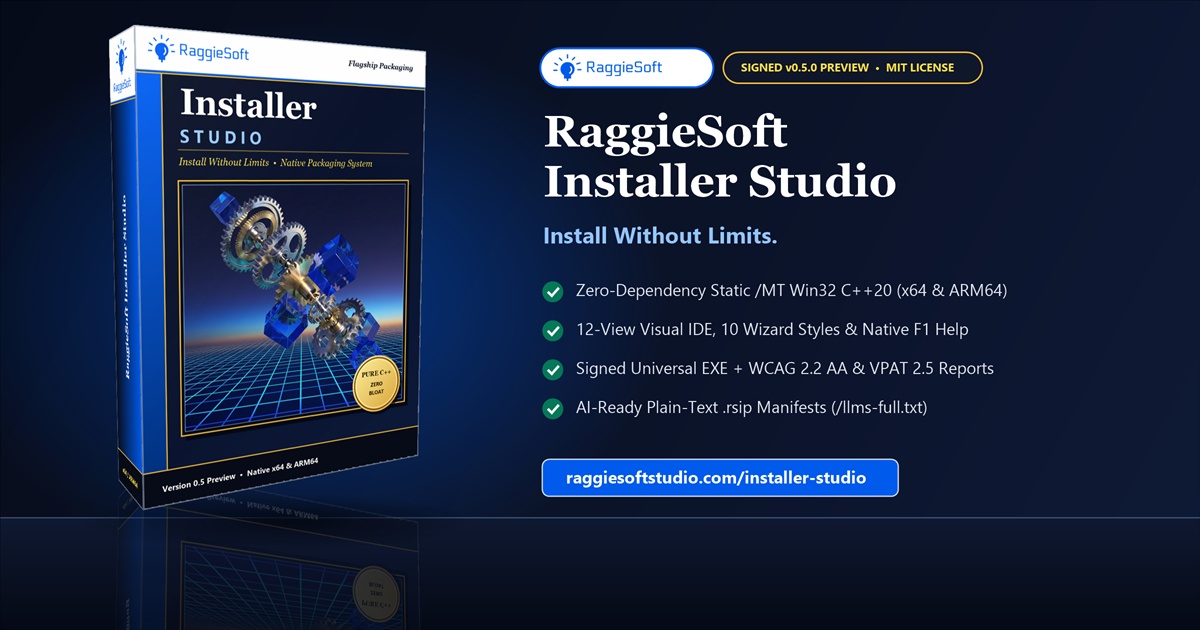 RaggieSoft
Flagship Packaging
Installer
STUDIO
Install Without Limits • Native Packaging System
PURE C++
ZERO
BLOAT
Version 0.5 Preview • Native x64 & ARM64
RaggieSoft
RaggieSoft Installer Studio
RaggieSoft
SIGNED v0.5.0 PREVIEW • MIT LICENSE
RaggieSoft
Installer Studio
Install Without Limits.
Zero-Dependency Static /MT Win32 C++20 (x64 & ARM64)
12-View Visual IDE, 10 Wizard Styles & Native F1 Help
Signed Universal EXE + WCAG 2.2 AA & VPAT 2.5 Reports
AI-Ready Plain-Text .rsip Manifests (/llms-full.txt)
raggiesoftstudio.com/installer-studio